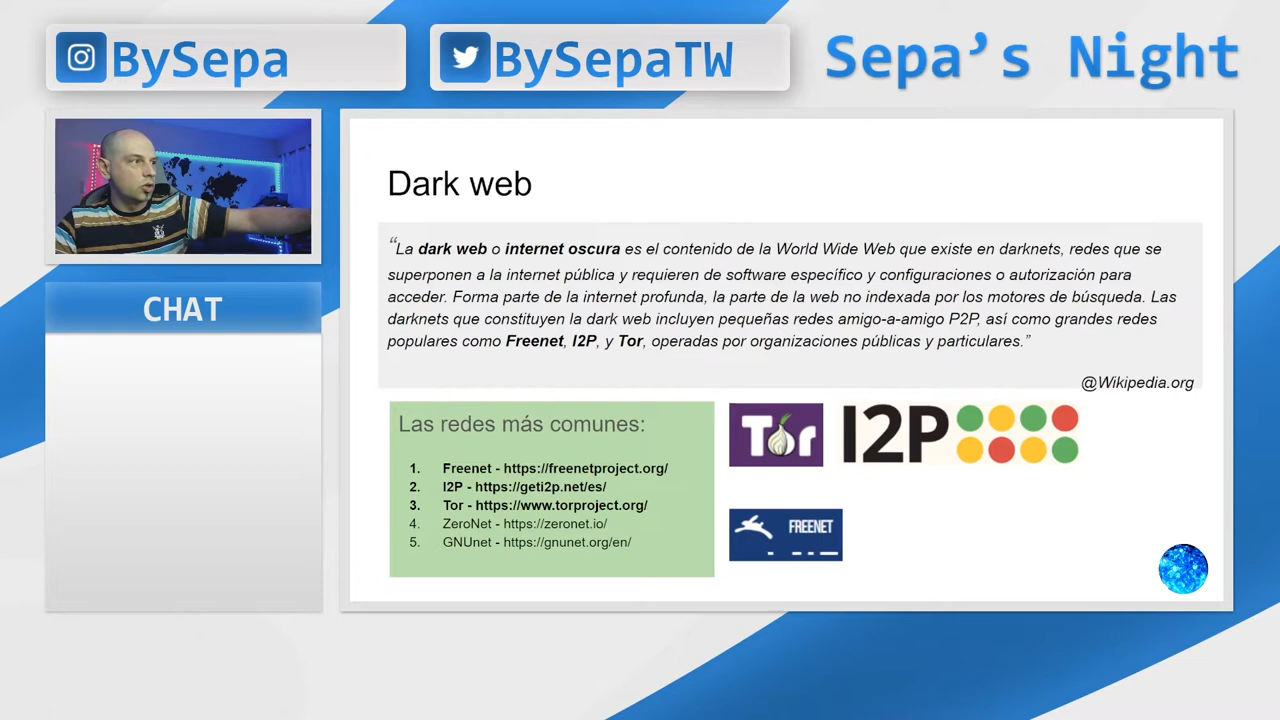 BySepa
BySepaTW
Sepa's Night
CHAT
Dark web
“La dark web o internet oscura es el contenido de la World Wide Web que existe en darknets, redes que se
superponen a la internet pública y requieren de software específico y configuraciones o autorización para
acceder. Forma parte de la internet profunda, la parte de la web no indexada por los motores de búsqueda. Las
darknets que constituyen la dark web incluyen pequeñas redes amigo-a-amigo P2P, así como grandes redes
populares como Freenet, I2P, y Tor, operadas por organizaciones públicas y particulares.”
@Wikipedia.org
Las redes más comunes:
1. Freenet - https://freenetproject.org/
2. I2P - https://geti2p.net/es/
3. Tor - https://www.torproject.org/
4. ZeroNet - https://zeronet.io/
5. GNUnet - https://gnunet.org/en/
Tor
I2P
FREENET